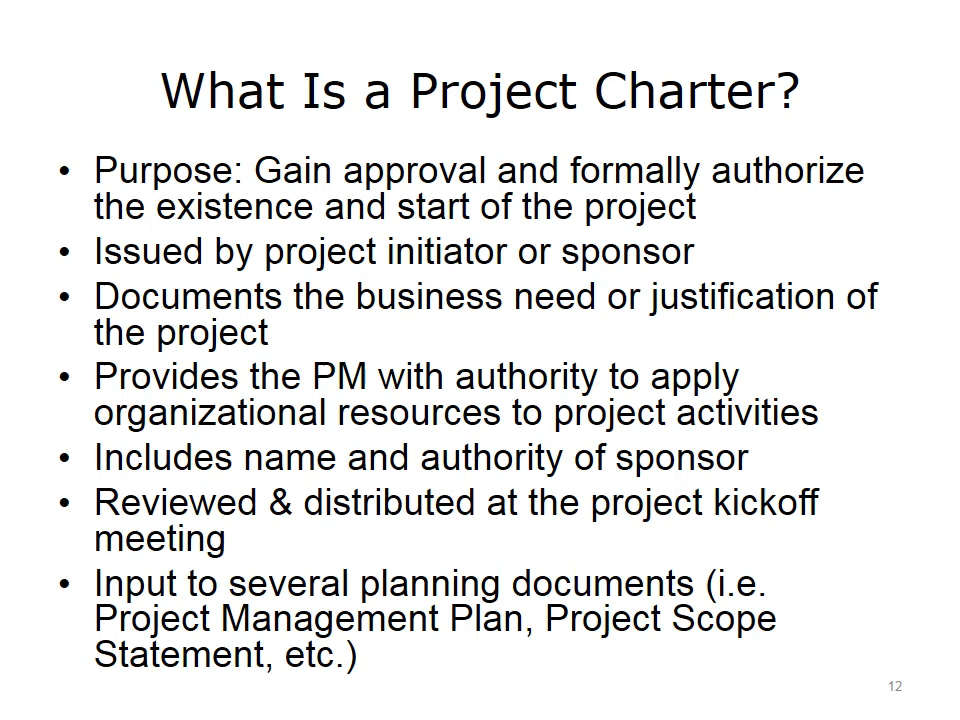 What Is a Project Charter?
• Purpose: Gain approval and formally authorize
the existence and start of the project
• Issued by project initiator or sponsor
• Documents the business need or justification of
the project
• Provides the PM with authority to apply
organizational resources to project activities
• Includes name and authority of sponsor
• Reviewed & distributed at the project kickoff
meeting
• Input to several planning documents (i.e.
Project Management Plan, Project Scope
Statement, etc.)
12